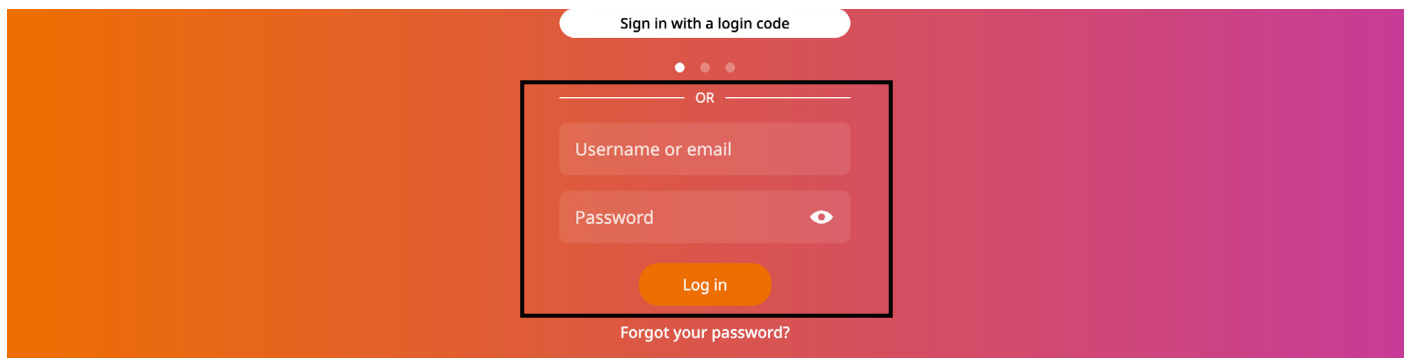 Sign in with a login code
OR
Username or email
Password
Log in
Forgot your password?